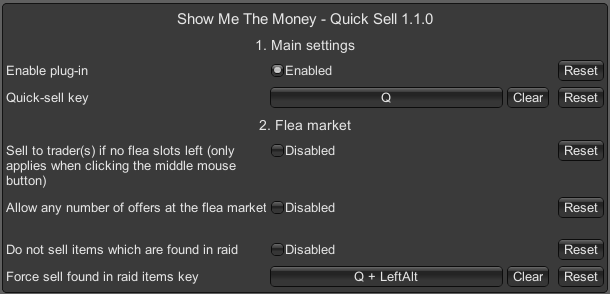 Show Me The Money - Quick Sell 1.1.0
1. Main settings
Enable plug-in Enabled Reset
Quick-sell key Q Clear Reset
2. Flea market
Sell to trader(s) if no flea slots left (only Disabled Reset
applies when clicking the middle mouse
button)
Allow any number of offers at the flea market Disabled Reset
Do not sell items which are found in raid Disabled Reset
Force sell found in raid items key Q + LeftAlt Clear Reset